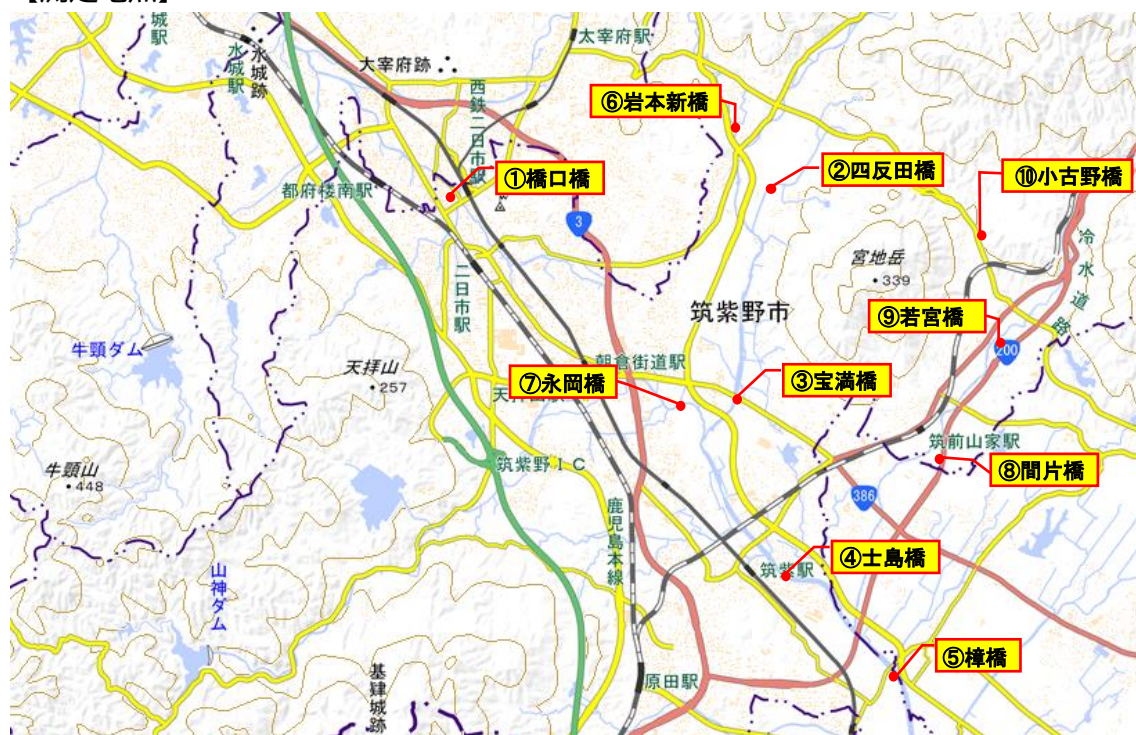 城駅
水城駅
水城跡
大宰府跡
太宰府駅
西鉄二日市駅
⑥岩本新橋
①橋口橋
②四反田橋
⑩小古野橋
都府楼南駅
3
冷水道路
宮地岳
・339
二日市駅
筑紫野市
⑨若宮橋
200
牛頸ダム
天拝山
・257
朝倉街道駅
⑦永岡橋
③宝満橋
天拝山駅
筑前山家駅
牛頸山
・448
筑紫野IC
⑧間片橋
386
鹿児島本線
④士島橋
筑紫駅
山神ダム
⑤樟橋
原田駅
基肄城跡